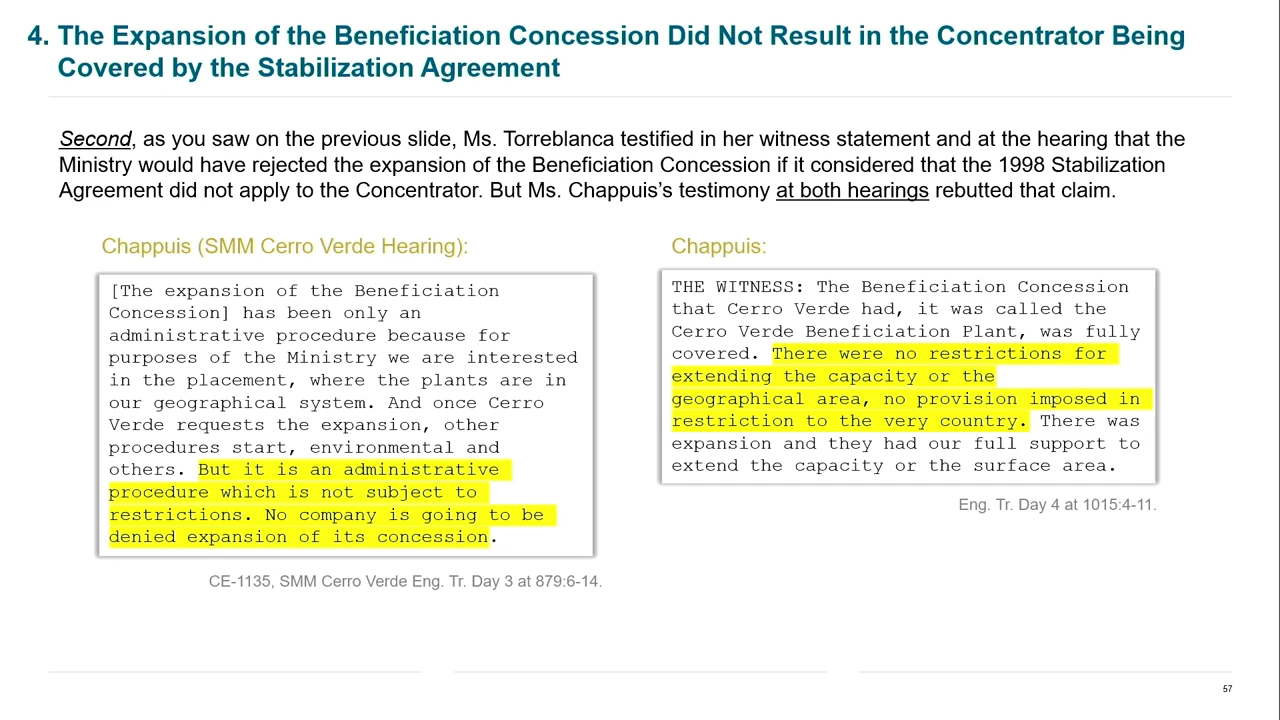 4. The Expansion of the Beneficiation Concession Did Not Result in the Concentrator Being
Covered by the Stabilization Agreement
Second, as you saw on the previous slide, Ms. Torreblanca testified in her witness statement and at the hearing that the
Ministry would have rejected the expansion of the Beneficiation Concession if it considered that the 1998 Stabilization
Agreement did not apply to the Concentrator. But Ms. Chappuis's testimony at both hearings rebutted that claim.
Chappuis (SMM Cerro Verde Hearing):
[The expansion of the Beneficiation
Concession] has been only an
administrative procedure because for
purposes of the Ministry we are interested
in the placement, where the plants are in
our geographical system. And once Cerro
Verde requests the expansion, other
procedures start, environmental and
others. But it is an administrative
procedure which is not subject to
restrictions. No company is going to be
denied expansion of its concession.
CE-1135, SMM Cerro Verde Eng. Tr. Day 3 at 879:6-14.
Chappuis:
THE WITNESS: The Beneficiation Concession
that Cerro Verde had, it was called the
Cerro Verde Beneficiation Plant, was fully
covered. There were no restrictions for
extending the capacity or the
geographical area, no provision imposed in
restriction to the very country. There was
expansion and they had our full support to
extend the capacity or the surface area.
Eng. Tr. Day 4 at 1015:4-11.
57